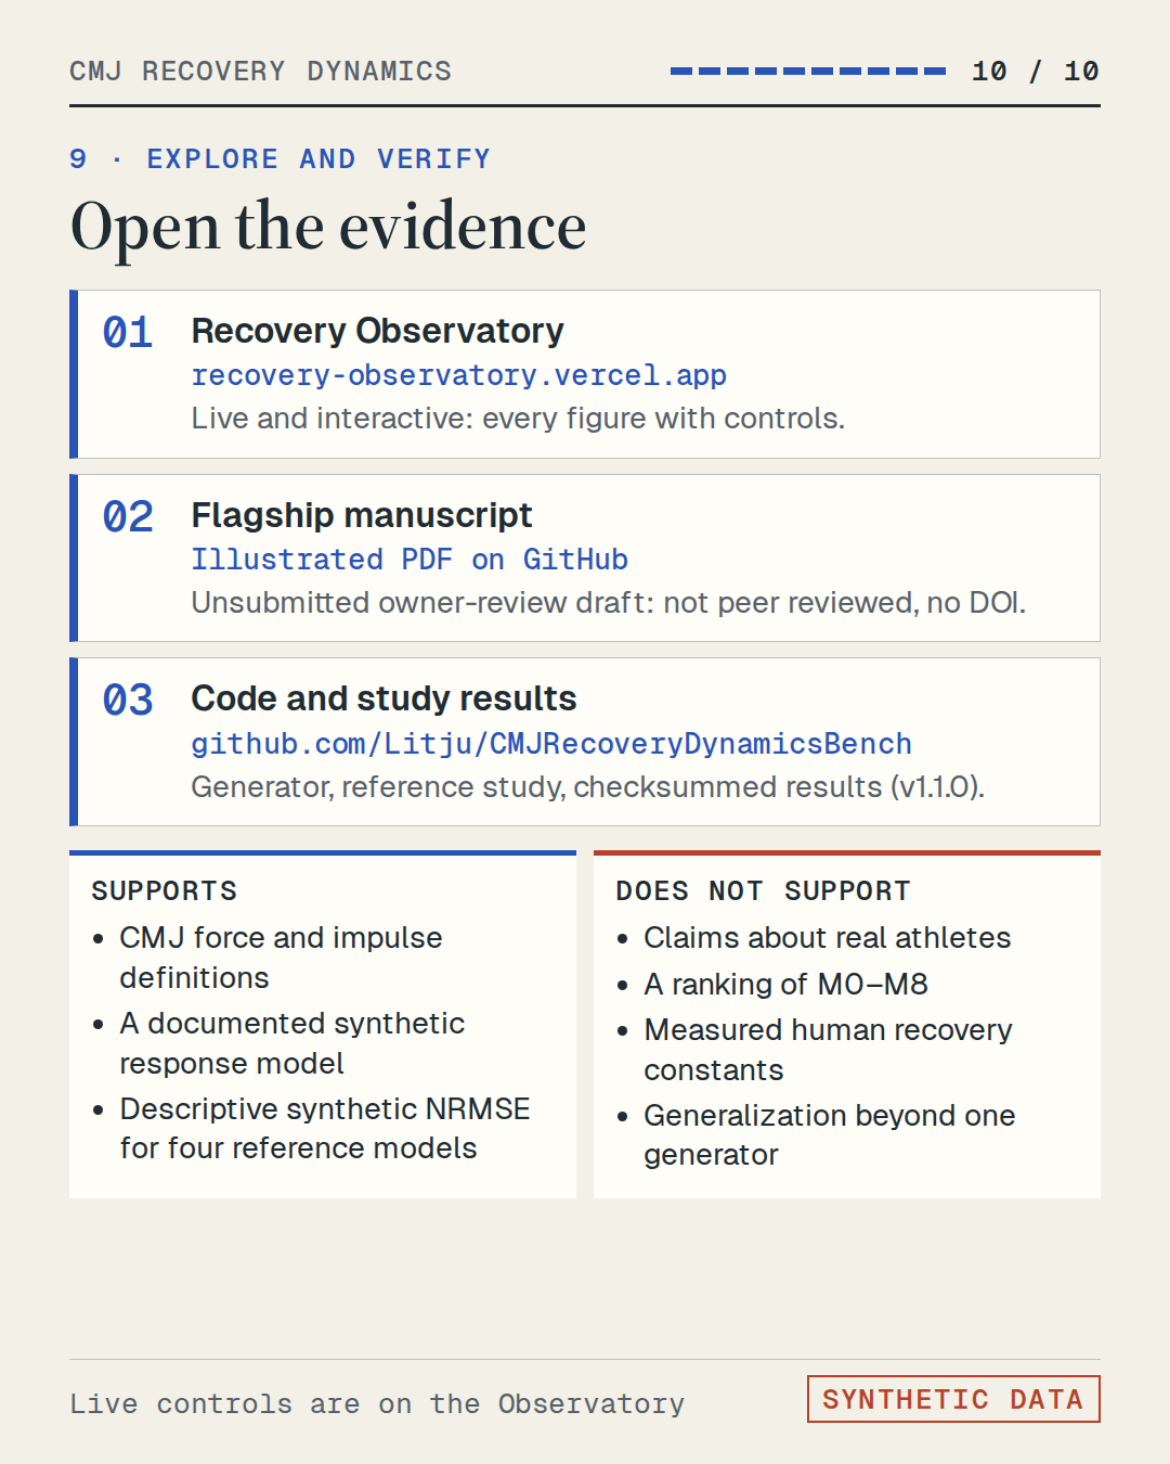 CMJ RECOVERY DYNAMICS
10 / 10
9 · EXPLORE AND VERIFY
Open the evidence
01
Recovery Observatory
recovery-observatory.vercel.app
Live and interactive: every figure with controls.
02
Flagship manuscript
Illustrated PDF on GitHub
Unsubmitted owner-review draft: not peer reviewed, no DOI.
03
Code and study results
github.com/Litju/CMJRecoveryDynamicsBench
Generator, reference study, checksummed results (v1.1.0).
SUPPORTS
• CMJ force and impulse
definitions
• A documented synthetic
response model
• Descriptive synthetic NRMSE
for four reference models
DOES NOT SUPPORT
• Claims about real athletes
• A ranking of M0–M8
• Measured human recovery
constants
• Generalization beyond one
generator
Live controls are on the Observatory
SYNTHETIC DATA